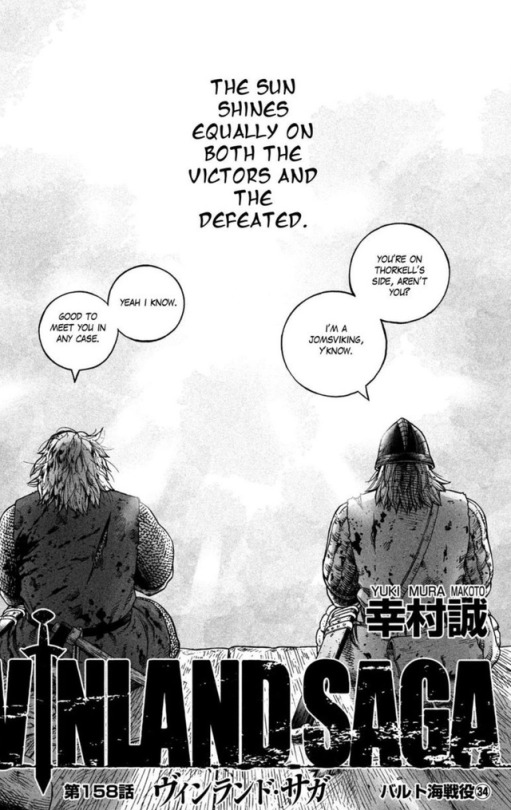 THE SUN
SHINES
EQUALLY ON
BOTH THE
VICTORS AND
THE
DEFEATED.
YOU'RE ON
THORKELL'S
SIDE, AREN'T
YOU?
I'M A
JOMSVIKING,
Y'KNOW.
YEAH I KNOW.
GOOD TO
MEET YOU IN
ANY CASE.
YUKI MURA MAKOTO
幸村誠
VINLAND SAGA
第158話 ヴィンランド・サガ バルト海戦役㉞